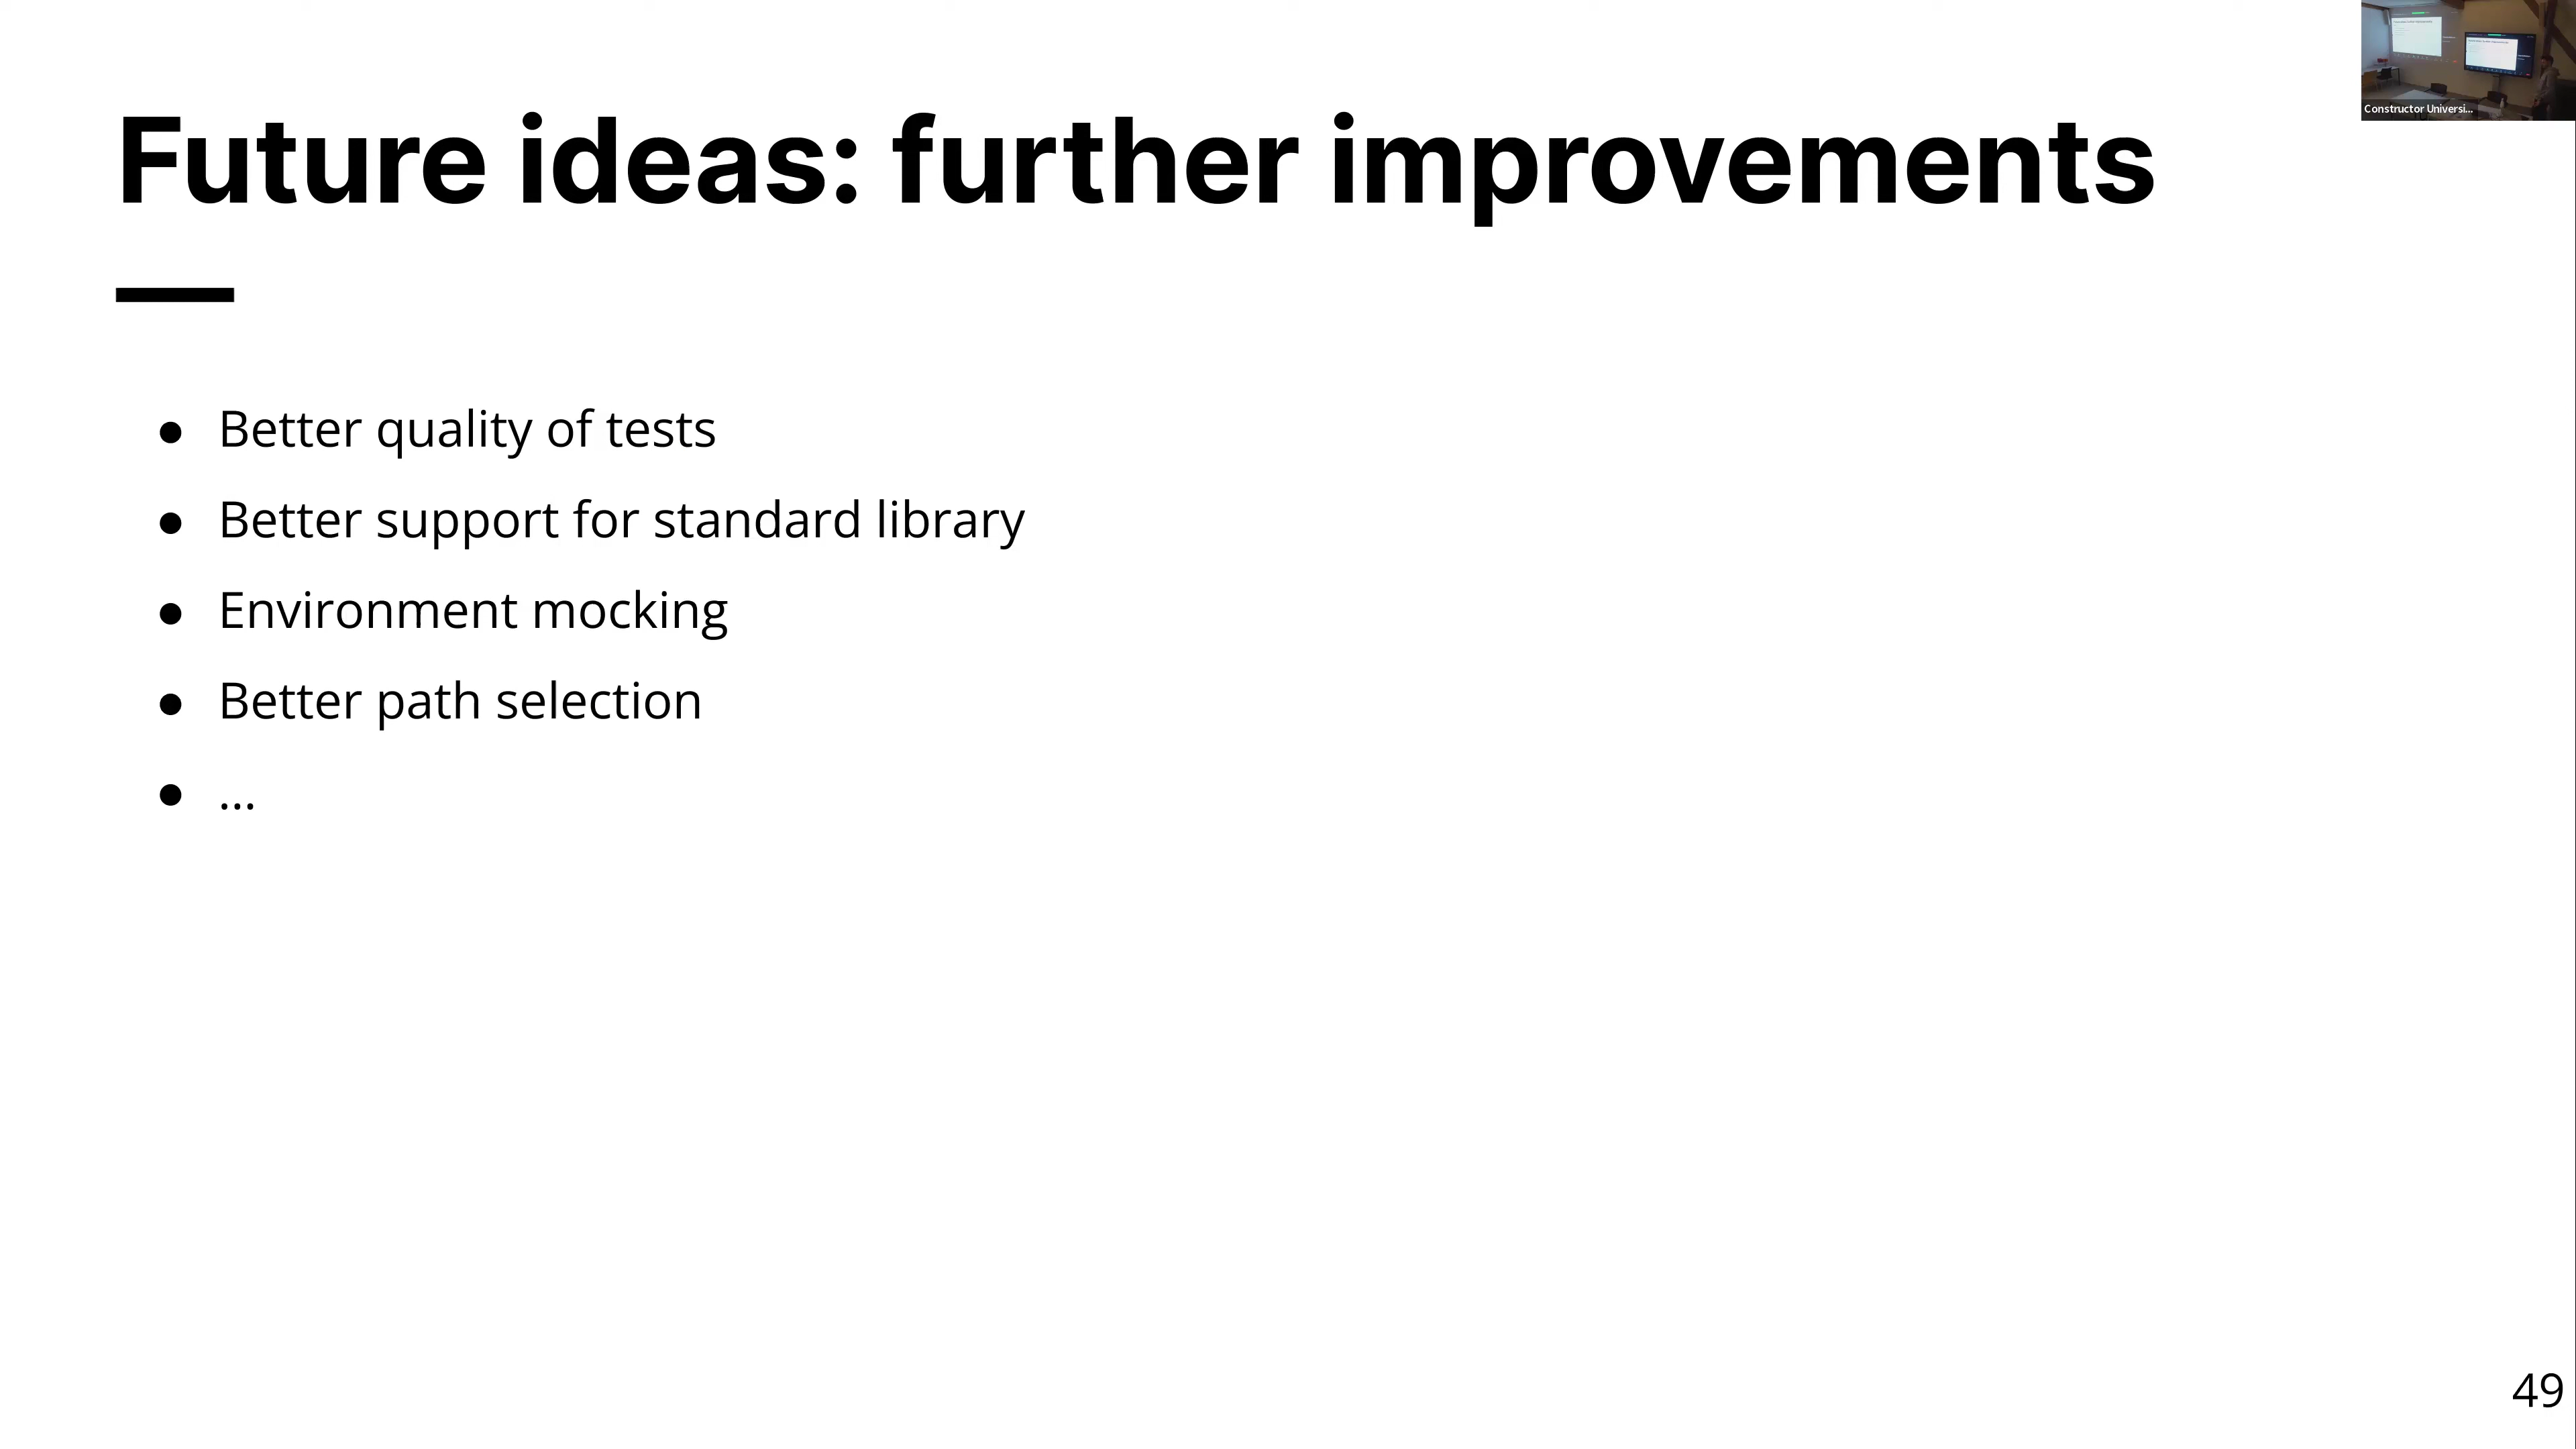 Constructor Universi...
Future ideas: further improvements
● Better quality of tests
● Better support for standard library
● Environment mocking
● Better path selection
● ...
49